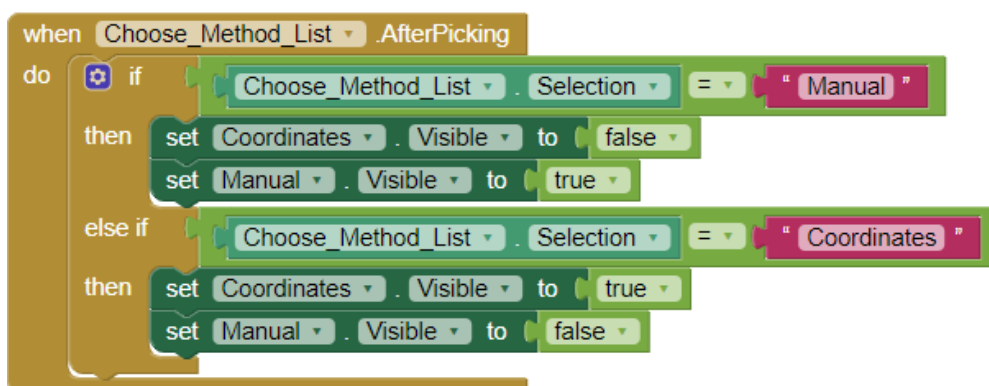 when Choose_Method_List .AfterPicking
do if Choose_Method_List . Selection = “ Manual ”
then set Coordinates . Visible to false
set Manual . Visible to true
else if Choose_Method_List . Selection = “ Coordinates ”
then set Coordinates . Visible to true
set Manual . Visible to false